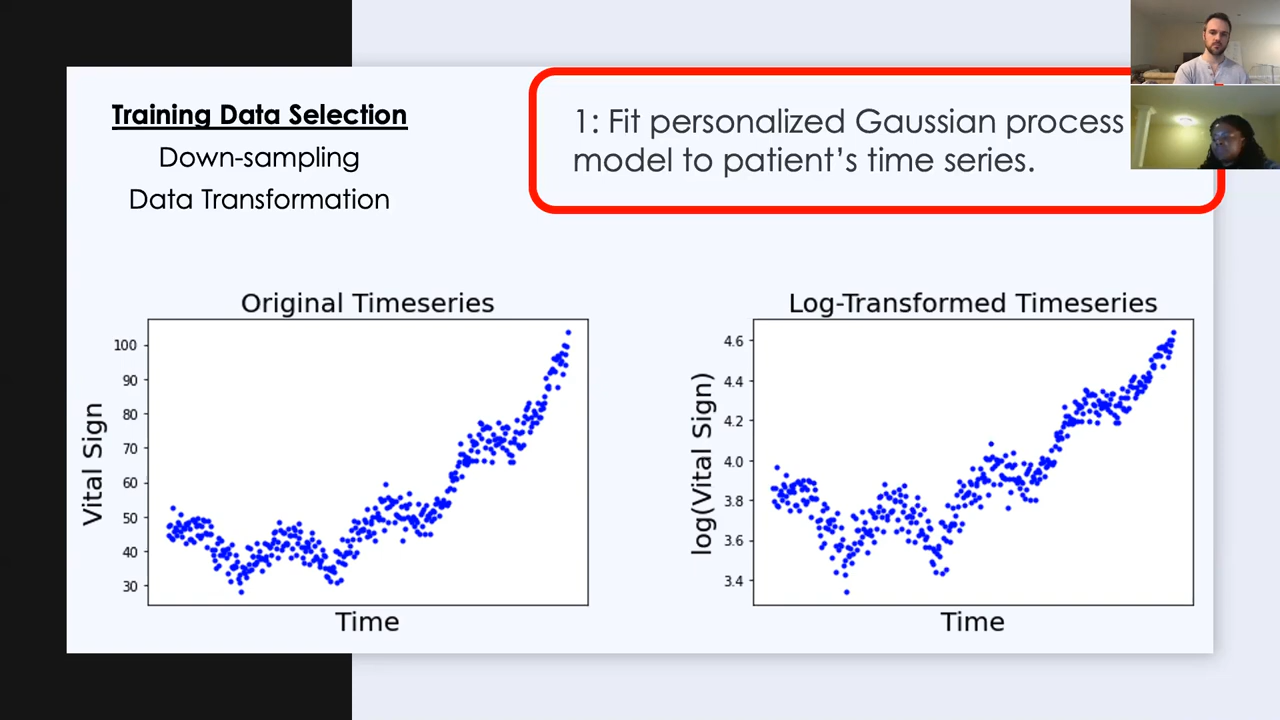 Training Data Selection
Down-sampling
Data Transformation
1: Fit personalized Gaussian process
model to patient’s time series.
Original Timeseries
100
90
80
70
60
50
40
30
Vital Sign
Time
Log-Transformed Timeseries
4.6
4.4
4.2
4.0
3.8
3.6
3.4
log(Vital Sign)
Time